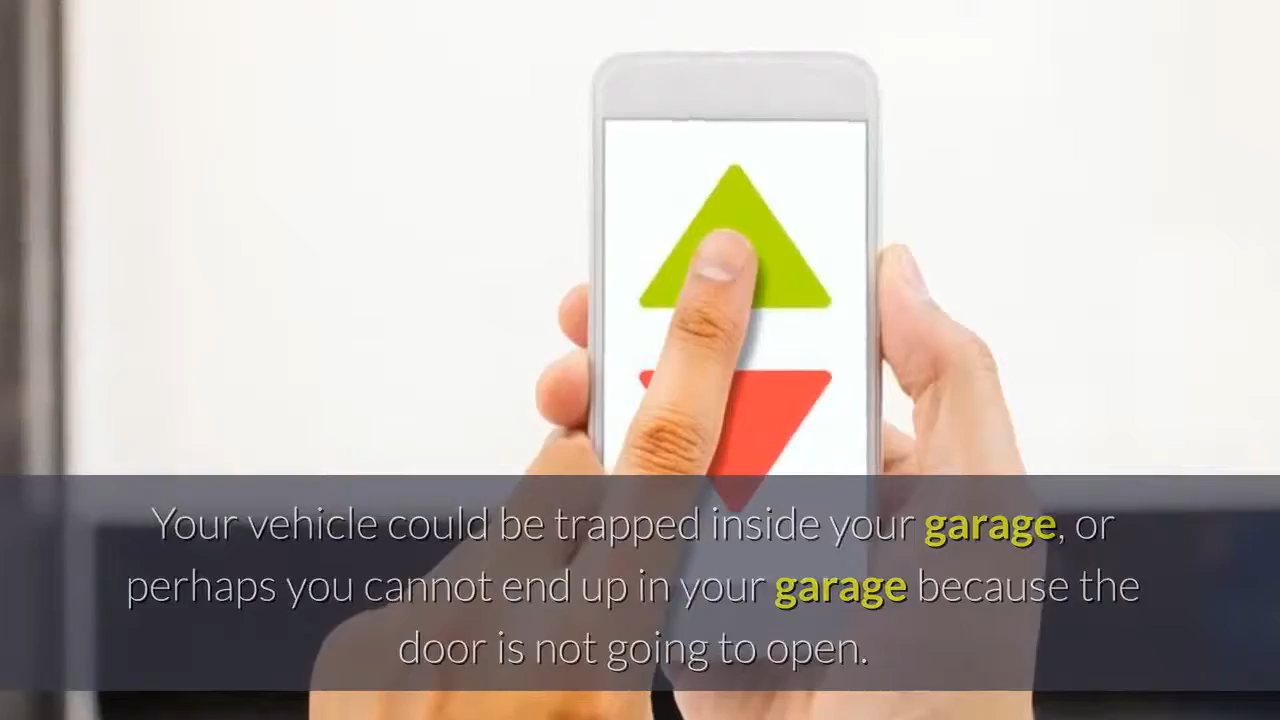 Your vehicle could be trapped inside your garage, or
perhaps you cannot end up in your garage because the
door is not going to open.